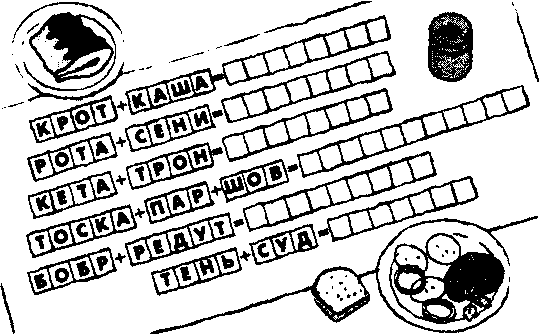 КРОТ+КАША=
РОТА+СЕНИ=
КЕТА+ТРОН=
ТОСКА+ПАР+ШОВ=
БОБР+РЕДУТ=
ТЕНЬ+СУД=